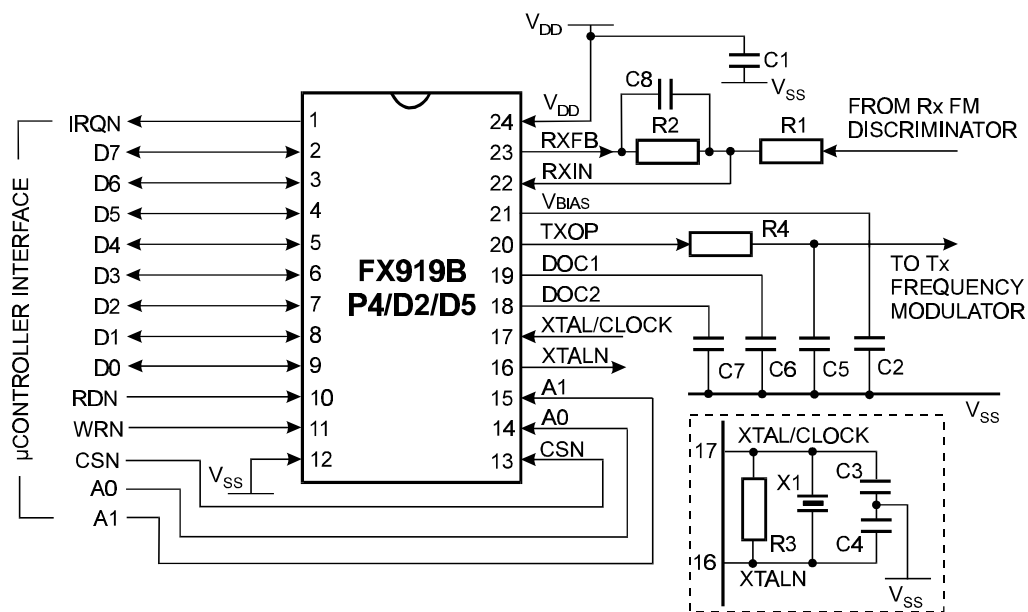 VDD
C1
VSS
C8
VDD
R2
R1
FROM Rx FM
DISCRIMINATOR
µCONTROLLER INTERFACE
IRQN
D7
D6
D5
D4
D3
D2
D1
D0
RDN
WRN
CSN
A0
A1
VSS
1
2
3
4
5
6
7
8
9
10
11
12
FX919B
P4/D2/D5
24
23
22
21
20
19
18
17
16
15
14
13
RXFB
RXIN
VBIAS
TXOP
DOC1
DOC2
XTAL/CLOCK
XTALN
A1
A0
CSN
R4
TO Tx
FREQUENCY
MODULATOR
C7
C6
C5
C2
VSS
17
XTAL/CLOCK
X1
C3
R3
C4
16
XTALN
VSS